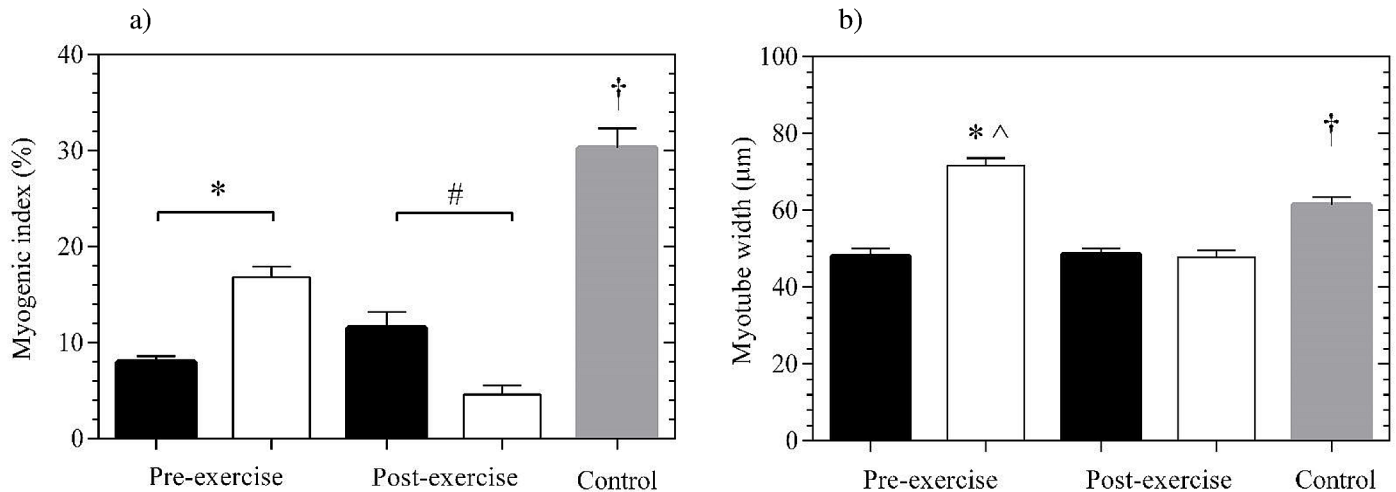 a)
Myogenic index (%)
40
30
20
10
0
*
#
†
Pre-exercise
Post-exercise
Control
b)
Myotube width (µm)
100
80
60
40
20
0
* ^
†
Pre-exercise
Post-exercise
Control